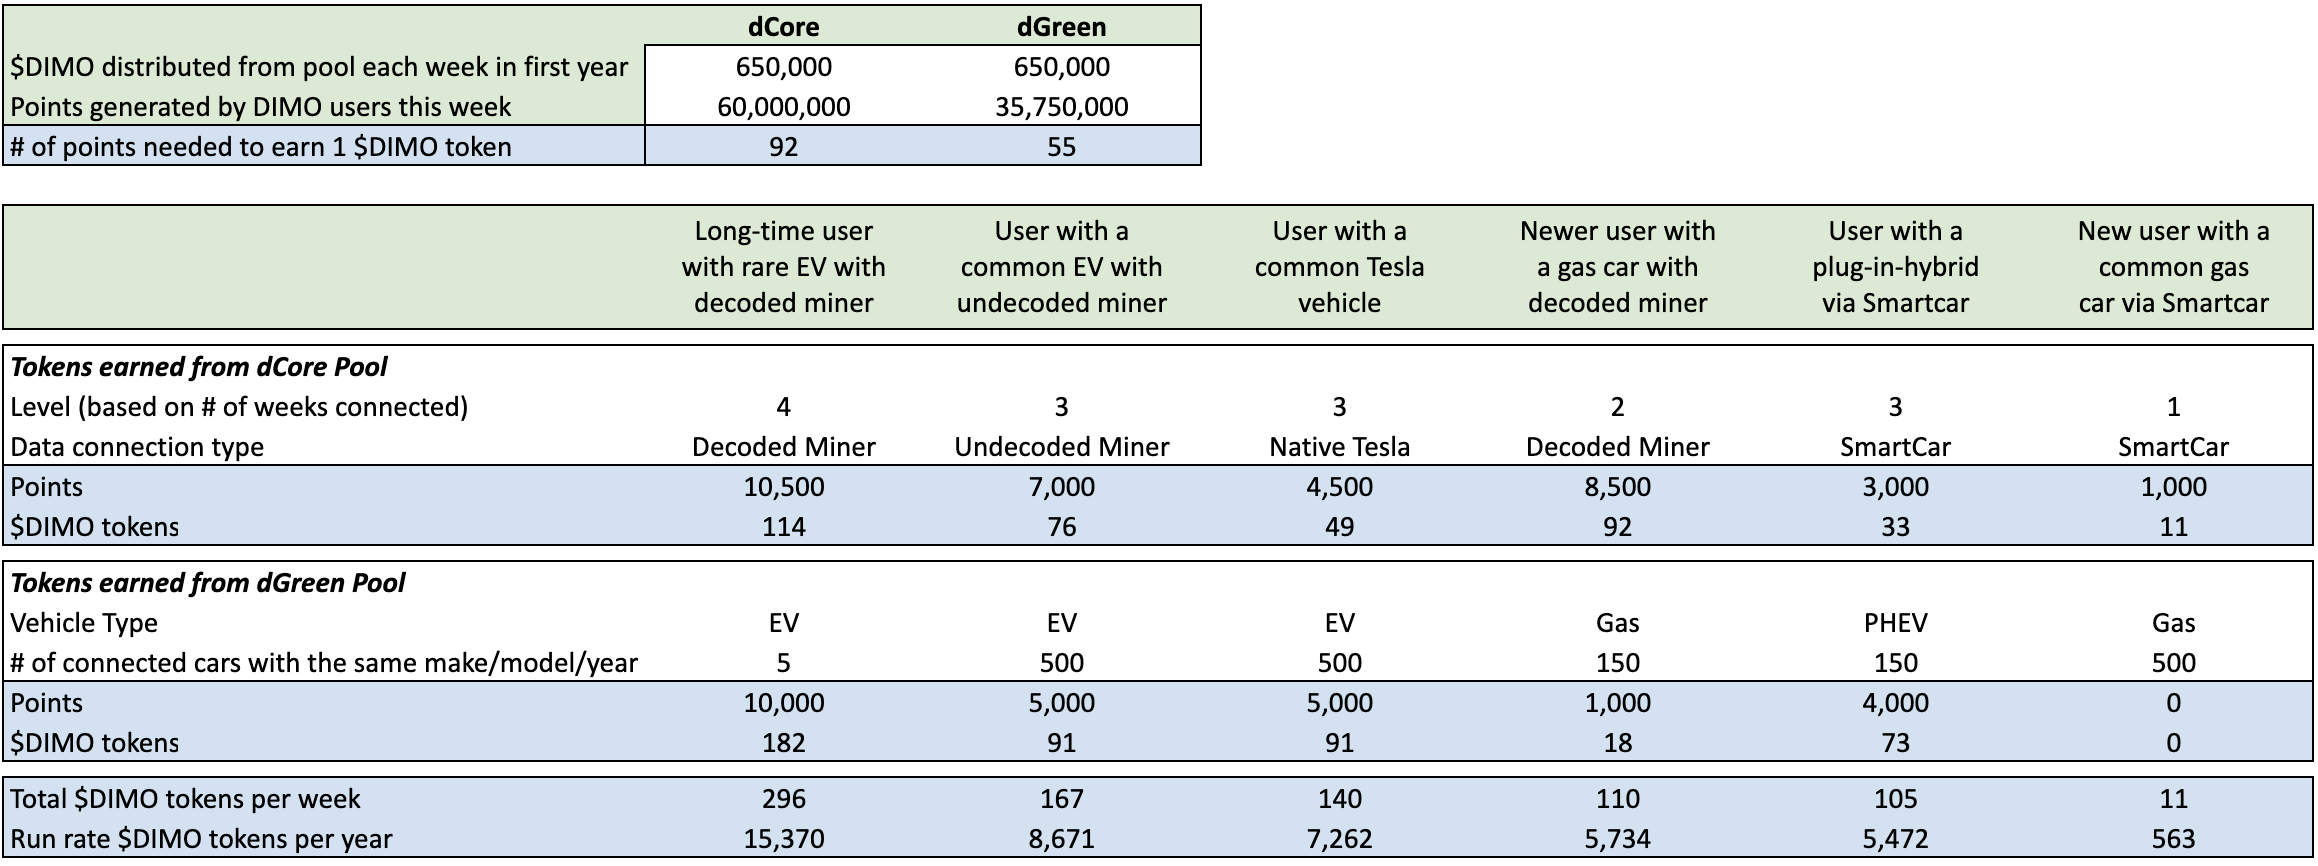 dCore dGreen
$DIMO distributed from pool each week in first year 650,000 650,000
Points generated by DIMO users this week 60,000,000 35,750,000
# of points needed to earn 1 $DIMO token 92 55
Long-time user User with a User with a Newer user with User with a New user with a
with rare EV with common EV with common Tesla a gas car with plug-in-hybrid common gas
decoded miner undecoded miner vehicle decoded miner via Smartcar car via Smartcar
Tokens earned from dCore Pool
Level (based on # of weeks connected) 4 3 3 2 3 1
Data connection type Decoded Miner Undecoded Miner Native Tesla Decoded Miner SmartCar SmartCar
Points 10,500 7,000 4,500 8,500 3,000 1,000
$DIMO tokens 114 76 49 92 33 11
Tokens earned from dGreen Pool
Vehicle Type EV EV EV Gas PHEV Gas
# of connected cars with the same make/model/year 5 500 500 150 150 500
Points 10,000 5,000 5,000 1,000 4,000 0
$DIMO tokens 182 91 91 18 73 0
Total $DIMO tokens per week 296 167 140 110 105 11
Run rate $DIMO tokens per year 15,370 8,671 7,262 5,734 5,472 563